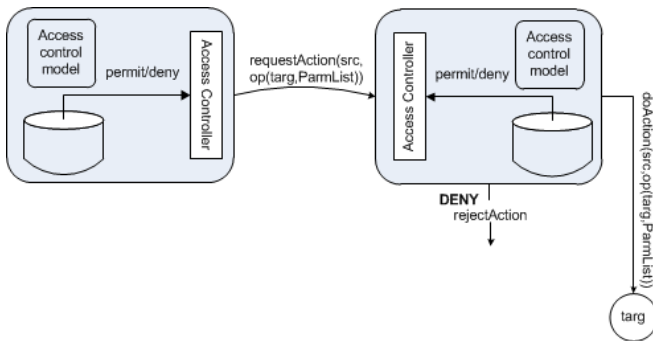 Access
control
model
permit/deny
Access Controller
requestAction(src,
op(targ,ParmList))
Access Controller
permit/deny
Access
control
model
doAction(src,op(targ,ParmList))
DENY
rejectAction
targ